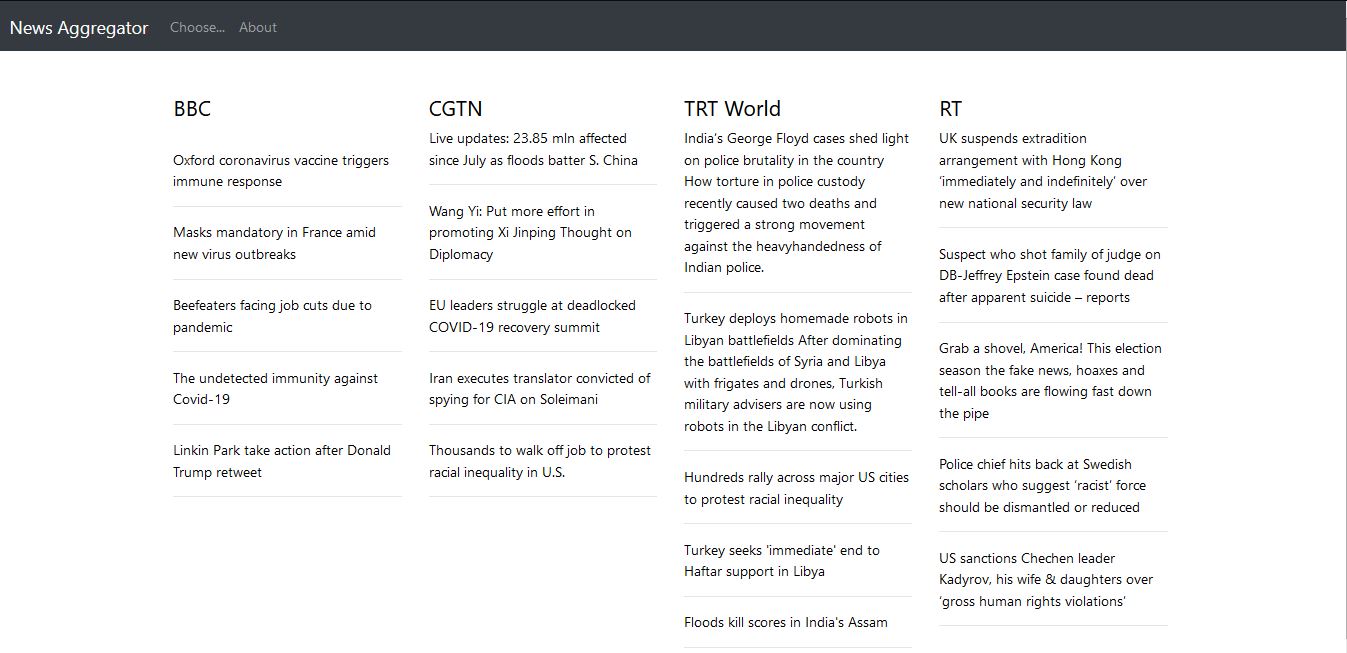 News Aggregator Choose... About
BBC
Oxford coronavirus vaccine triggers
immune response
Masks mandatory in France amid
new virus outbreaks
Beefeaters facing job cuts due to
pandemic
The undetected immunity against
Covid-19
Linkin Park take action after Donald
Trump retweet
CGTN
Live updates: 23.85 mln affected
since July as floods batter S. China
Wang Yi: Put more effort in
promoting Xi Jinping Thought on
Diplomacy
EU leaders struggle at deadlocked
COVID-19 recovery summit
Iran executes translator convicted of
spying for CIA on Soleimani
Thousands to walk off job to protest
racial inequality in U.S.
TRT World
India's George Floyd cases shed light
on police brutality in the country
How torture in police custody
recently caused two deaths and
triggered a strong movement
against the heavyhandedness of
Indian police.
Turkey deploys homemade robots in
Libyan battlefields After dominating
the battlefields of Syria and Libya
with frigates and drones, Turkish
military advisers are now using
robots in the Libyan conflict.
Hundreds rally across major US cities
to protest racial inequality
Turkey seeks 'immediate' end to
Haftar support in Libya
Floods kill scores in India's Assam
RT
UK suspends extradition
arrangement with Hong Kong
‘immediately and indefinitely’ over
new national security law
Suspect who shot family of judge on
DB-Jeffrey Epstein case found dead
after apparent suicide – reports
Grab a shovel, America! This election
season the fake news, hoaxes and
tell-all books are flowing fast down
the pipe
Police chief hits back at Swedish
scholars who suggest ‘racist’ force
should be dismantled or reduced
US sanctions Chechen leader
Kadyrov, his wife & daughters over
‘gross human rights violations’